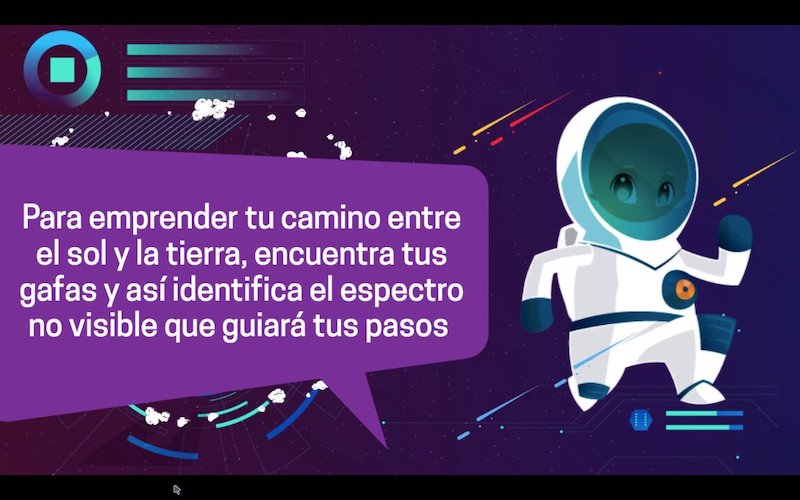 Para emprender tu camino entre
el sol y la tierra, encuentra tus
gafas y así identifica el espectro
no visible que guiará tus pasos